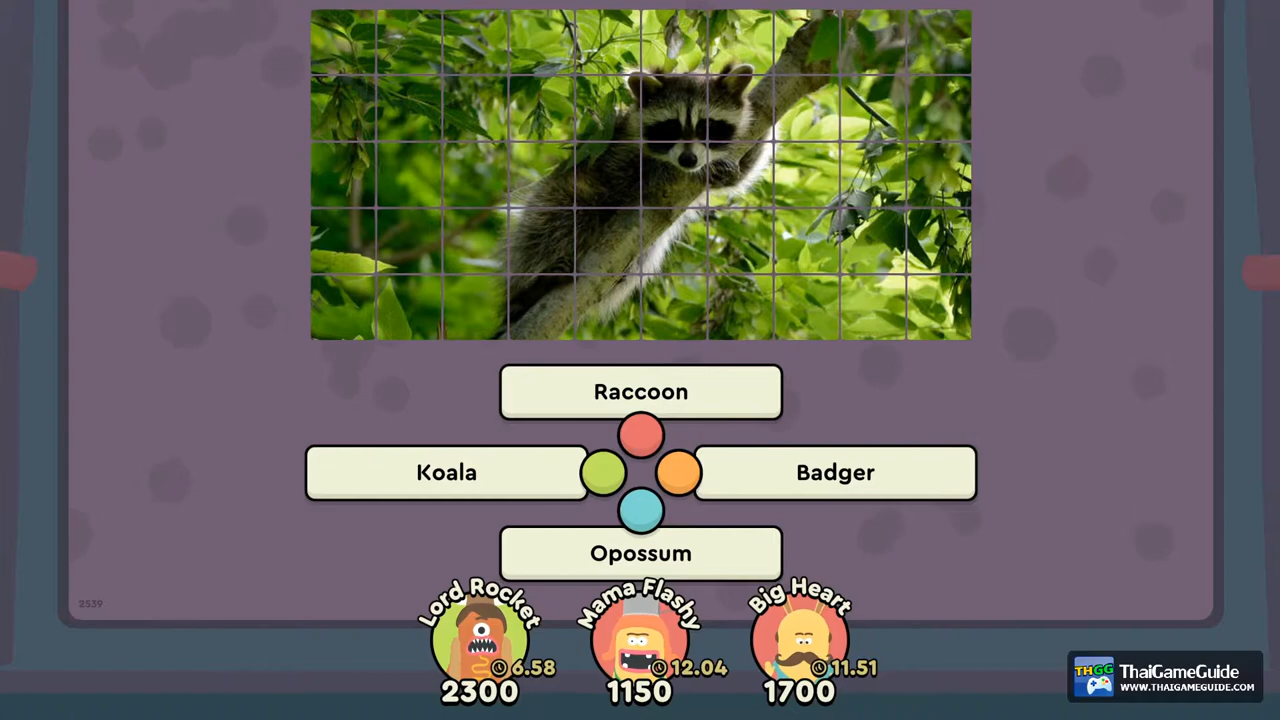 Raccoon
Koala
Badger
Opossum
2539
Lord Rocket
Mama Flashy
Big Heart
6.58
12.04
11.51
2300
1150
1700
THGG
ThaiGameGuide
WWW.THAIGAMEGUIDE.COM